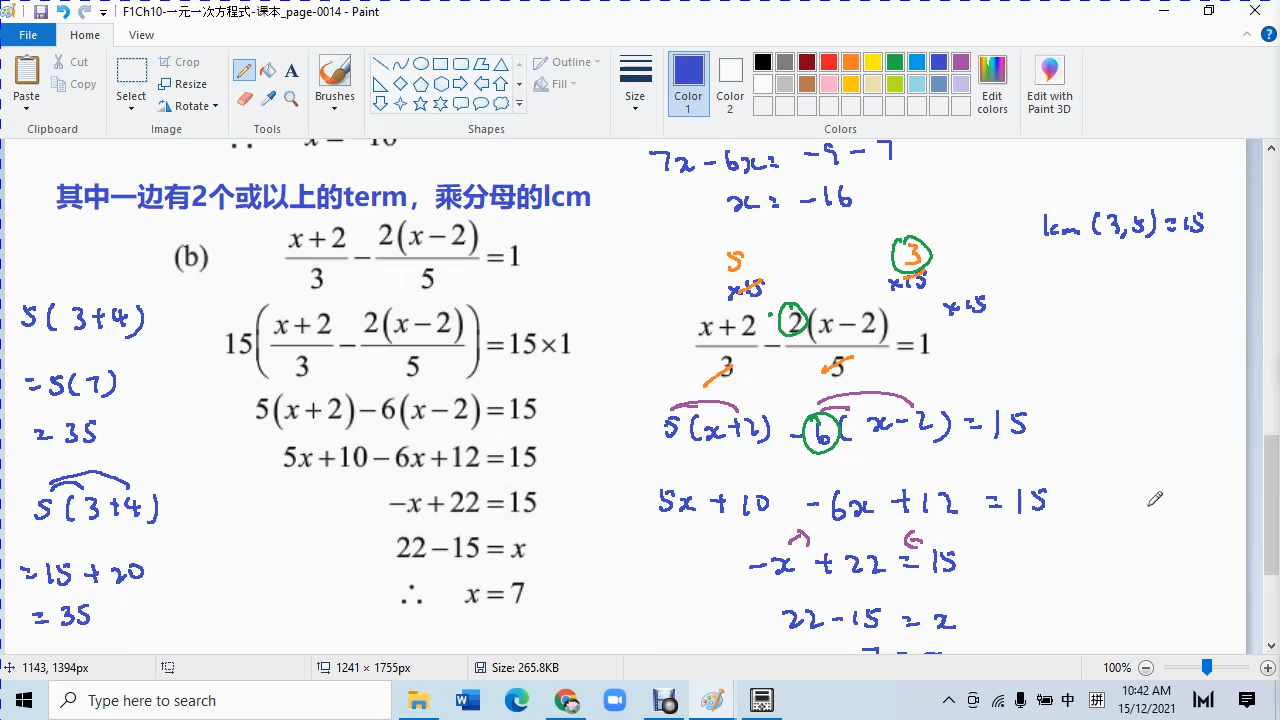 F1Ch10-一元一次方程式-课本_page-0014 - Paint
File Home View
Paste Cut Copy Clipboard
Select Crop Resize Rotate Image
Tools
Brushes
Outline Fill Shapes
Size
Color 1 Color 2 Edit colors Colors
Edit with Paint 3D
7x - 6x = -9 - 7
x = -16
其中一边有2个或以上的term，乘分母的lcm
lcm (3,5) = 15
(b) (x+2)/3 − 2(x−2)/5 = 1
15((x+2)/3 − 2(x−2)/5) = 15×1
5(x+2)−6(x−2)=15
5x+10−6x+12=15
−x+22=15
22−15=x
∴ x=7
5(3+4)
= 5(7)
= 35
5(3+4)
= 15 + 20
= 35
5 3
×15 ×15 ×15
(x+2)/3 − 2(x−2)/5 = 1
5(x+2) - 6(x-2) = 15
5x + 10 - 6x + 12 = 15
-x + 22 = 15
22 - 15 = x
1143, 1394px 1241 × 1755px Size: 265.8KB 100%
Type here to search
中 拼 10:42 AM
15/12/2021